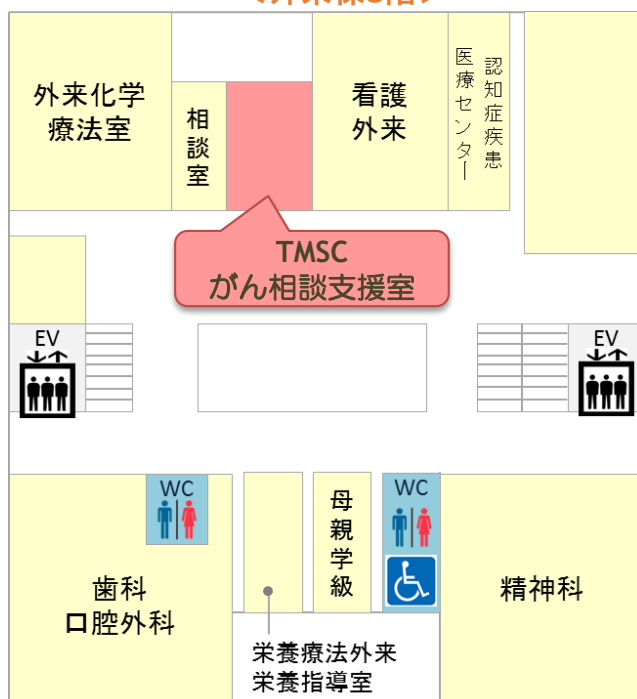 外来化学
療法室
相談室
看護
外来
認知症疾患
医療センター
TMSC
がん相談支援室
EV
EV
WC
WC
母親学級
歯科
口腔外科
精神科
栄養療法外来
栄養指導室